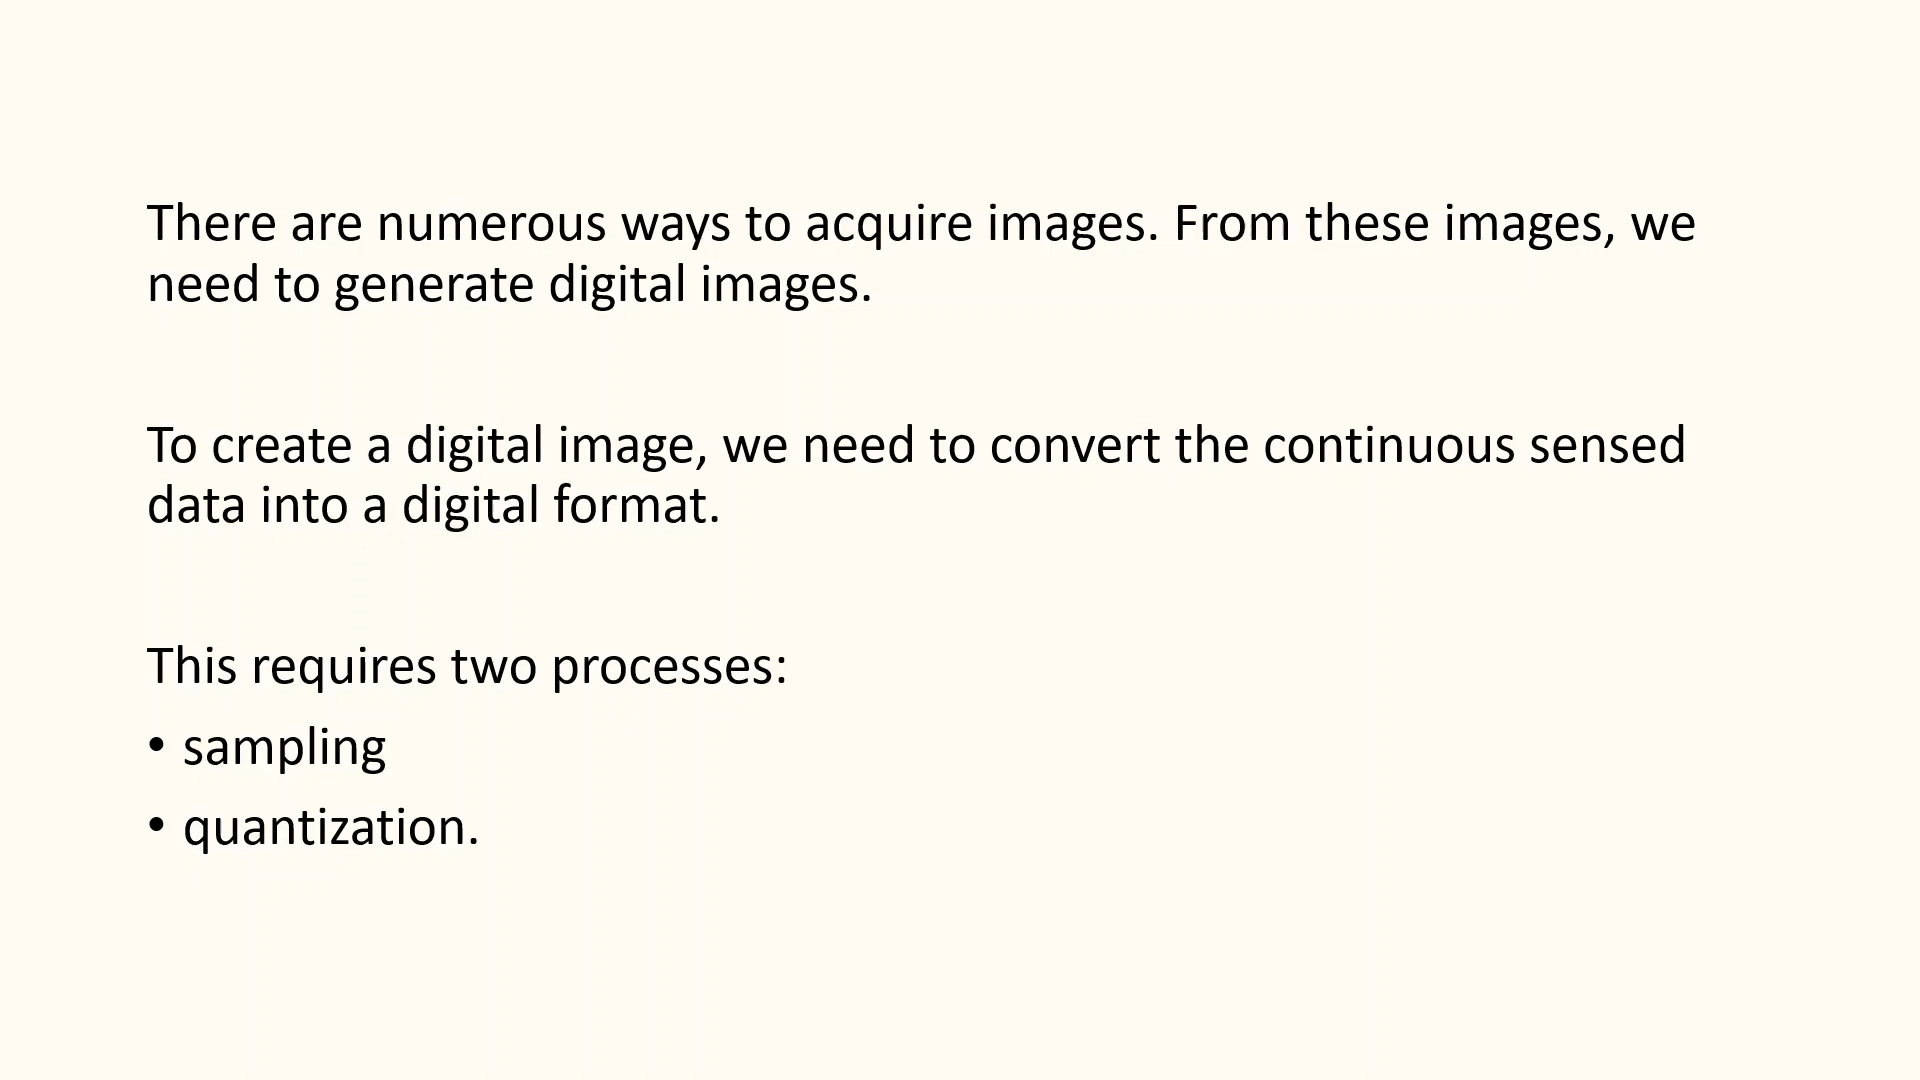 There are numerous ways to acquire images. From these images, we
need to generate digital images.
To create a digital image, we need to convert the continuous sensed
data into a digital format.
This requires two processes:
• sampling
• quantization.